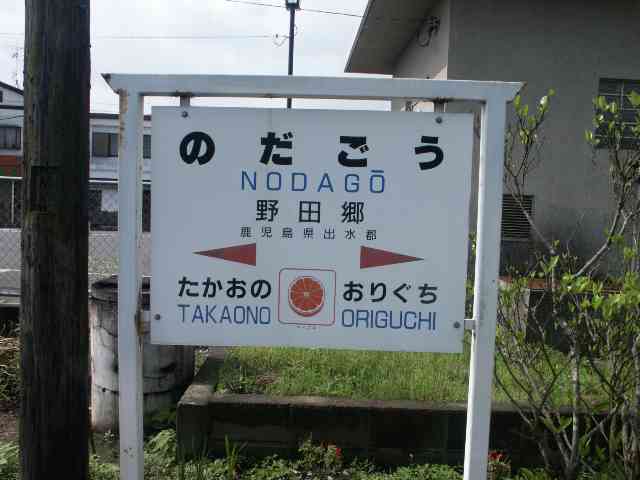 のだごう
NODAGŌ
野田郷
鹿児島県出水郡
たかおの おりぐち
TAKAONO ORIGUCHI